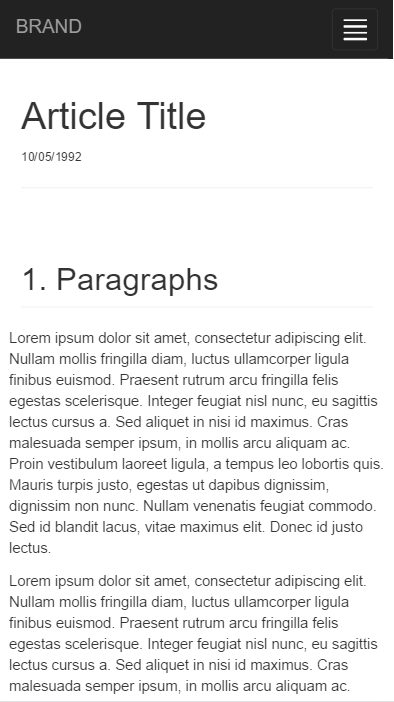 BRAND
Article Title
10/05/1992
1. Paragraphs
Lorem ipsum dolor sit amet, consectetur adipiscing elit.
Nullam mollis fringilla diam, luctus ullamcorper ligula
finibus euismod. Praesent rutrum arcu fringilla felis
egestas scelerisque. Integer feugiat nisl nunc, eu sagittis
lectus cursus a. Sed aliquet in nisi id maximus. Cras
malesuada semper ipsum, in mollis arcu aliquam ac.
Proin vestibulum laoreet ligula, a tempus leo lobortis quis.
Mauris turpis justo, egestas ut dapibus dignissim,
dignissim non nunc. Nullam venenatis feugiat commodo.
Sed id blandit lacus, vitae maximus elit. Donec id justo
lectus.
Lorem ipsum dolor sit amet, consectetur adipiscing elit.
Nullam mollis fringilla diam, luctus ullamcorper ligula
finibus euismod. Praesent rutrum arcu fringilla felis
egestas scelerisque. Integer feugiat nisl nunc, eu sagittis
lectus cursus a. Sed aliquet in nisi id maximus. Cras
malesuada semper ipsum, in mollis arcu aliquam ac.